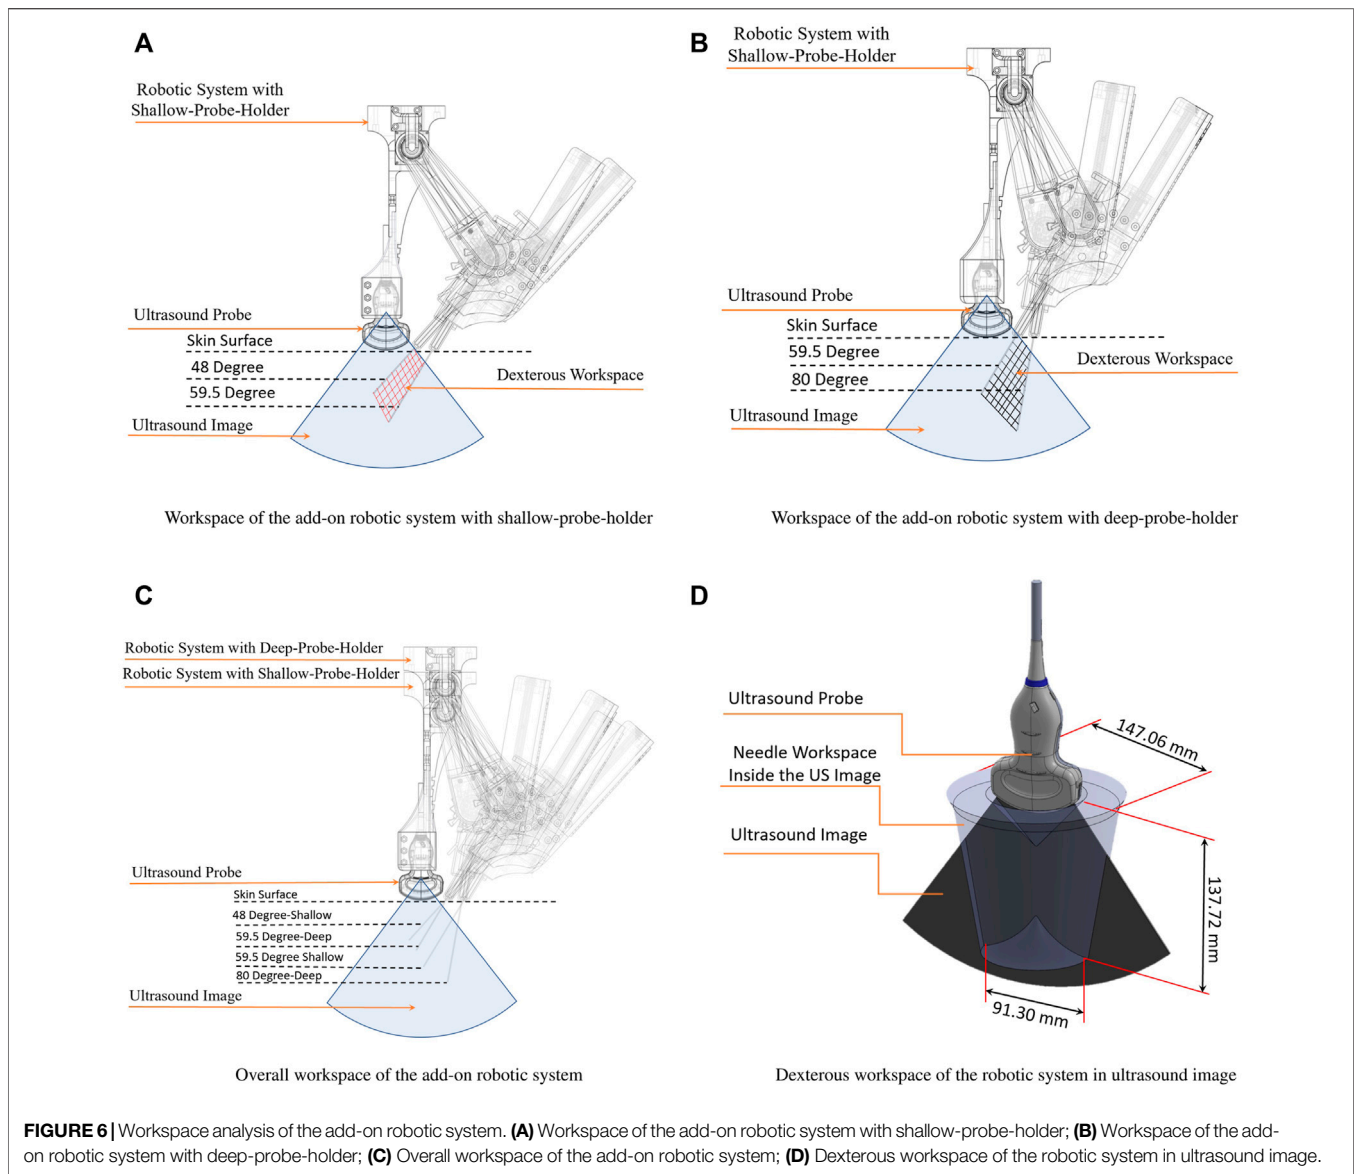 A
Robotic System with
Shallow-Probe-Holder
Ultrasound Probe
Skin Surface
48 Degree
59.5 Degree
Dexterous Workspace
Ultrasound Image
Workspace of the add-on robotic system with shallow-probe-holder
B
Robotic System with
Shallow-Probe-Holder
Ultrasound Probe
Skin Surface
59.5 Degree
80 Degree
Dexterous Workspace
Ultrasound Image
Workspace of the add-on robotic system with deep-probe-holder
C
Robotic System with Deep-Probe-Holder
Robotic System with Shallow-Probe-Holder
Ultrasound Probe
Skin Surface
48 Degree-Shallow
59.5 Degree-Deep
59.5 Degree Shallow
80 Degree-Deep
Ultrasound Image
Overall workspace of the add-on robotic system
D
Ultrasound Probe
Needle Workspace
Inside the US Image
Ultrasound Image
147.06 mm
137.72 mm
91.30 mm
Dexterous workspace of the robotic system in ultrasound image
FIGURE 6 | Workspace analysis of the add-on robotic system. (A) Workspace of the add-on robotic system with shallow-probe-holder; (B) Workspace of the add-
on robotic system with deep-probe-holder; (C) Overall workspace of the add-on robotic system; (D) Dexterous workspace of the robotic system in ultrasound image.